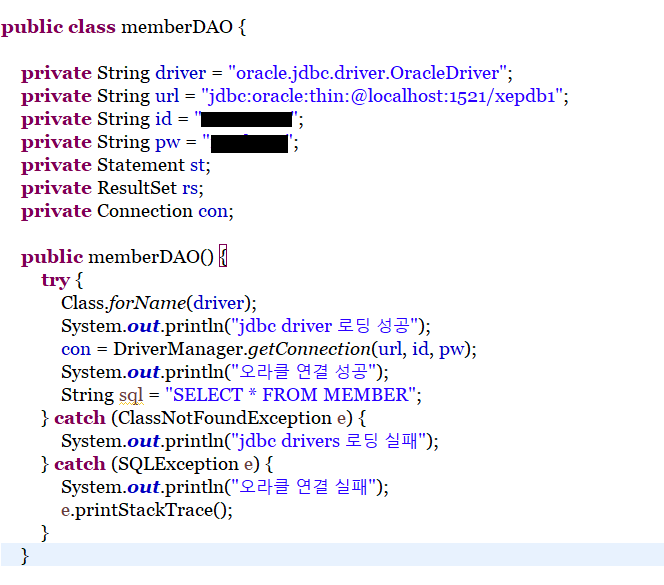 public class memberDAO {
private String driver = "oracle.jdbc.driver.OracleDriver";
private String url = "jdbc:oracle:thin:@localhost:1521/xepdb1";
private String id = "";
private String pw = "";
private Statement st;
private ResultSet rs;
private Connection con;
public memberDAO() {
try {
Class.forName(driver);
System.out.println("jdbc driver 로딩 성공");
con = DriverManager.getConnection(url, id, pw);
System.out.println("오라클 연결 성공");
String sql = "SELECT * FROM MEMBER";
} catch (ClassNotFoundException e) {
System.out.println("jdbc drivers 로딩 실패");
} catch (SQLException e) {
System.out.println("오라클 연결 실패");
e.printStackTrace();
}
}